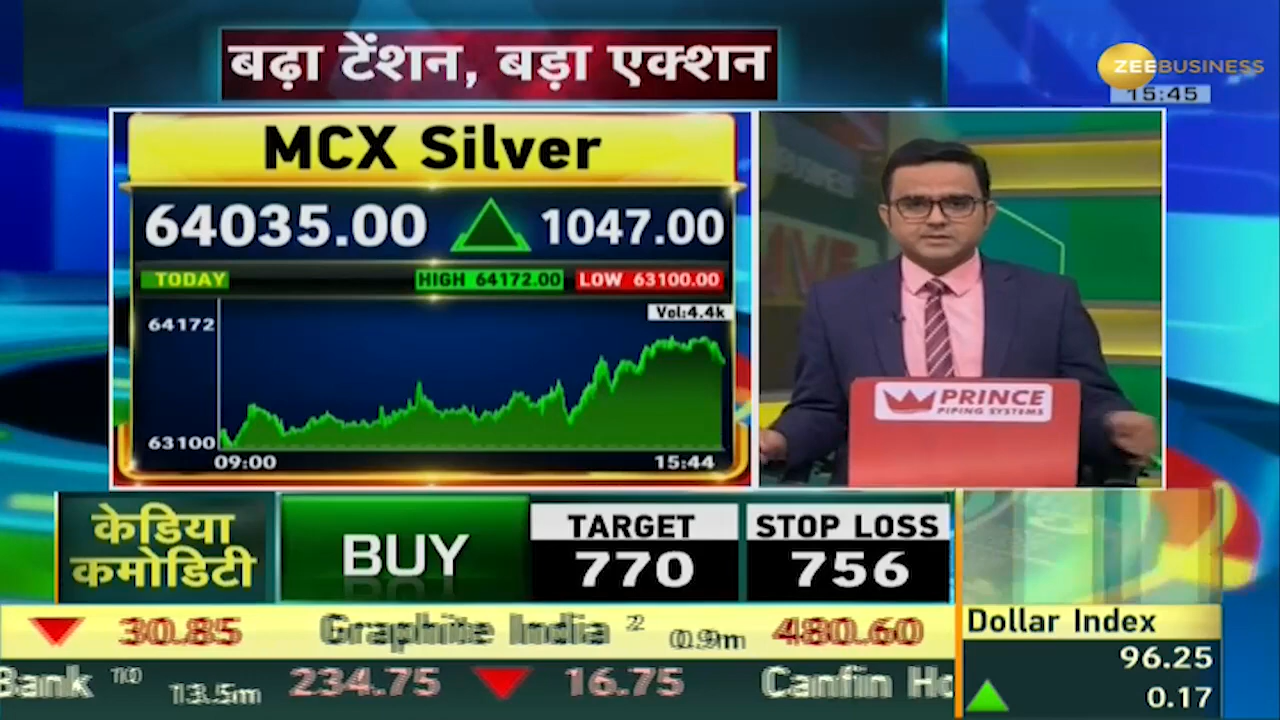 बढ़ा टेंशन, बड़ा एक्शन
ZEEBUSINESS
15:45
MCX Silver
64035.00 1047.00
TODAY HIGH 64172.00 LOW 63100.00
Vol:4.4k
64172
63100
09:00 15:44
PRINCE
PIPING SYSTEMS
केडिया
कमोडिटी
BUY
TARGET
770
STOP LOSS
756
30.85 Graphite India 0.9m 480.60
Bank 13.5m 234.75 16.75 Canfin
Dollar Index
96.25
0.17